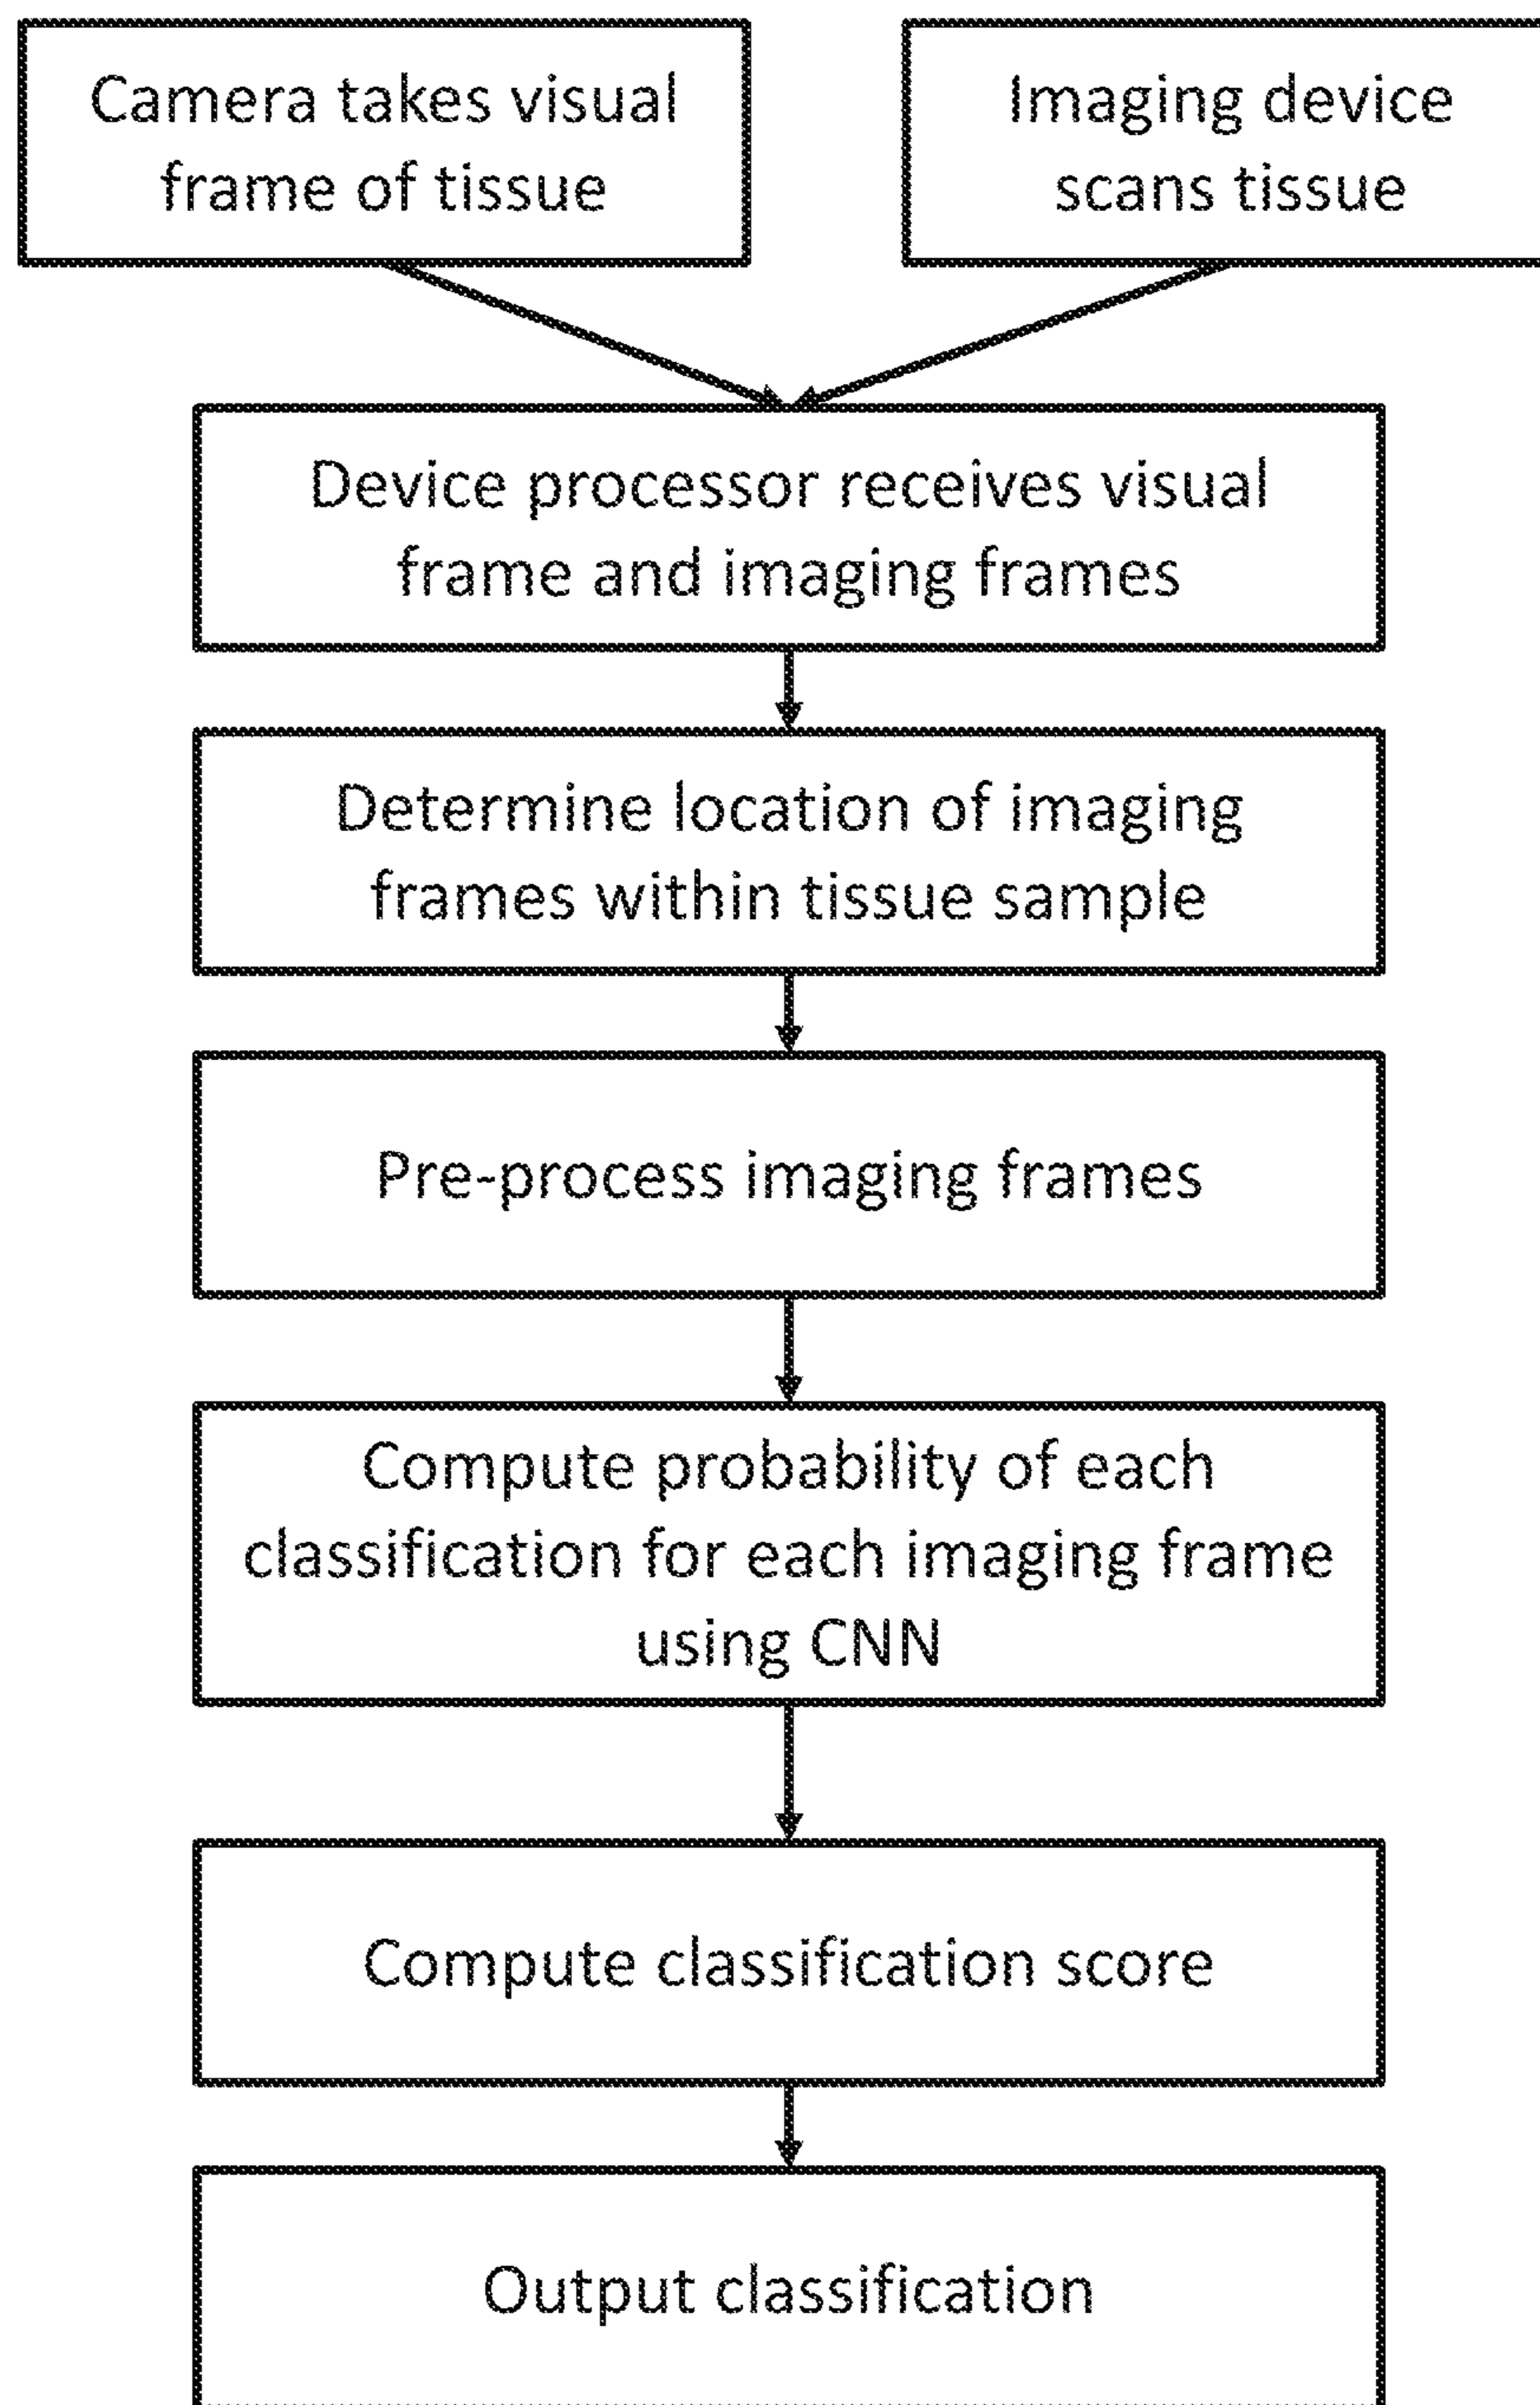 Camera takes visual
frame of tissue
Imaging device
scans tissue
Device processor receives visual
frame and imaging frames
Determine location of imaging
frames within tissue sample
Pre-process imaging frames
Compute probability of each
classification for each imaging frame
using CNN
Compute classification score
Output classification